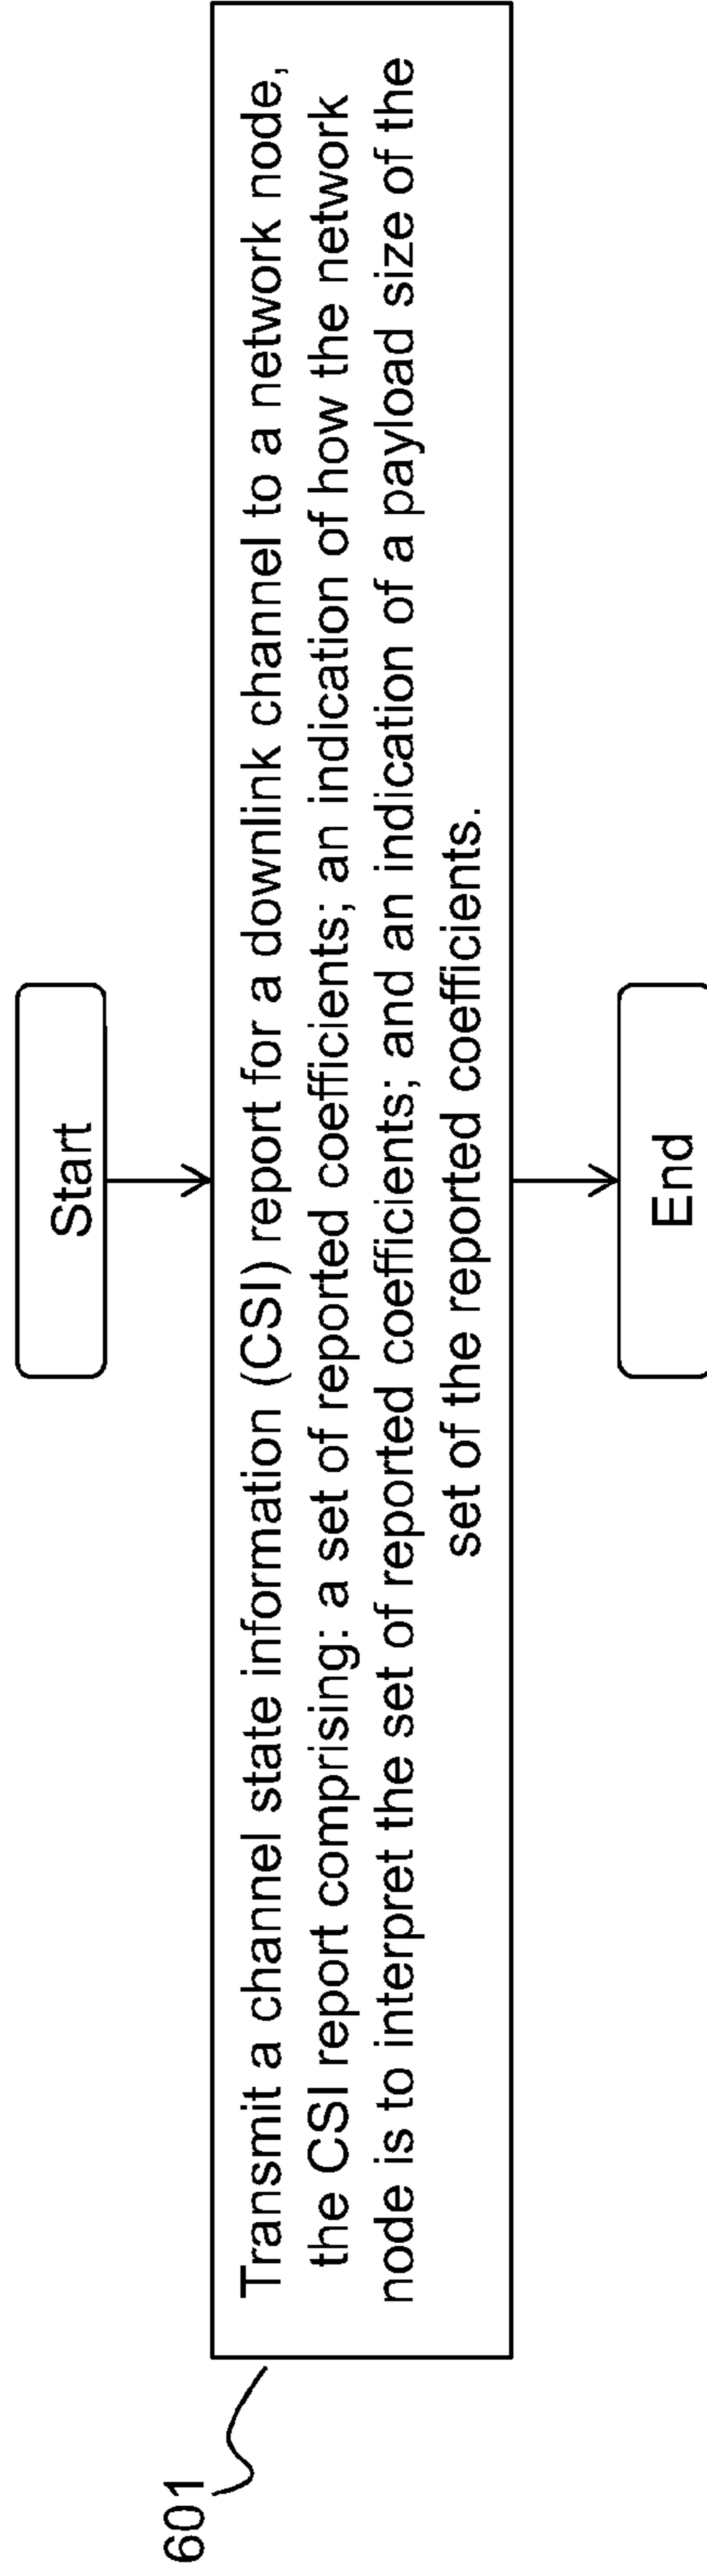 Start
Transmit a channel state information (CSI) report for a downlink channel to a network node,
the CSI report comprising: a set of reported coefficients; an indication of how the network
node is to interpret the set of reported coefficients; and an indication of a payload size of the
set of the reported coefficients.
601
End